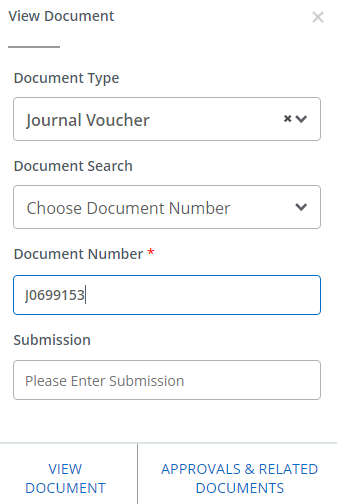 View Document
Document Type
Journal Voucher
Document Search
Choose Document Number
Document Number *
J0699153
Submission
Please Enter Submission
VIEW
DOCUMENT
APPROVALS & RELATED
DOCUMENTS